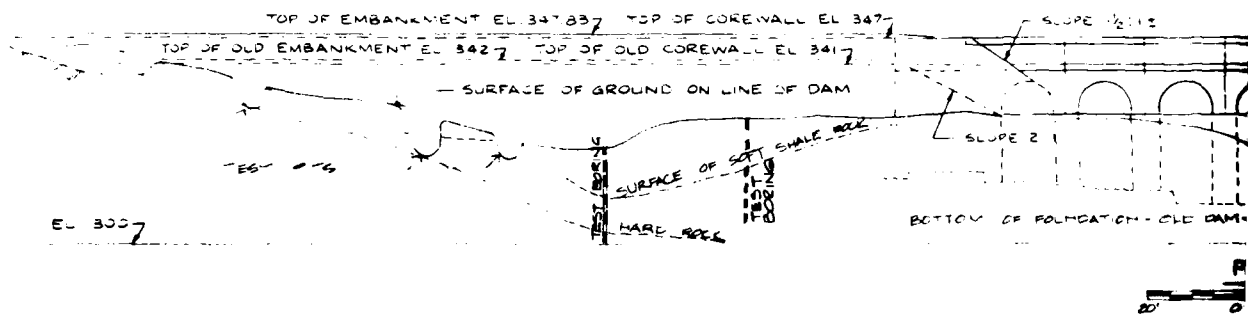 TOP OF EMBANKMENT EL 347.83 TOP OF COREWALL EL 347
SLOPE 1/2:1±
TOP OF OLD EMBANKMENT EL 342 TOP OF OLD COREWALL EL 341
SURFACE OF GROUND ON LINE OF DAM
SLOPE 2
SURFACE OF SOFT SHALE ROCK
TEST BORING
TEST BORING
HARD ROCK
EL 300
BOTTOM OF FOUNDATION - OLD DAM
20' 0